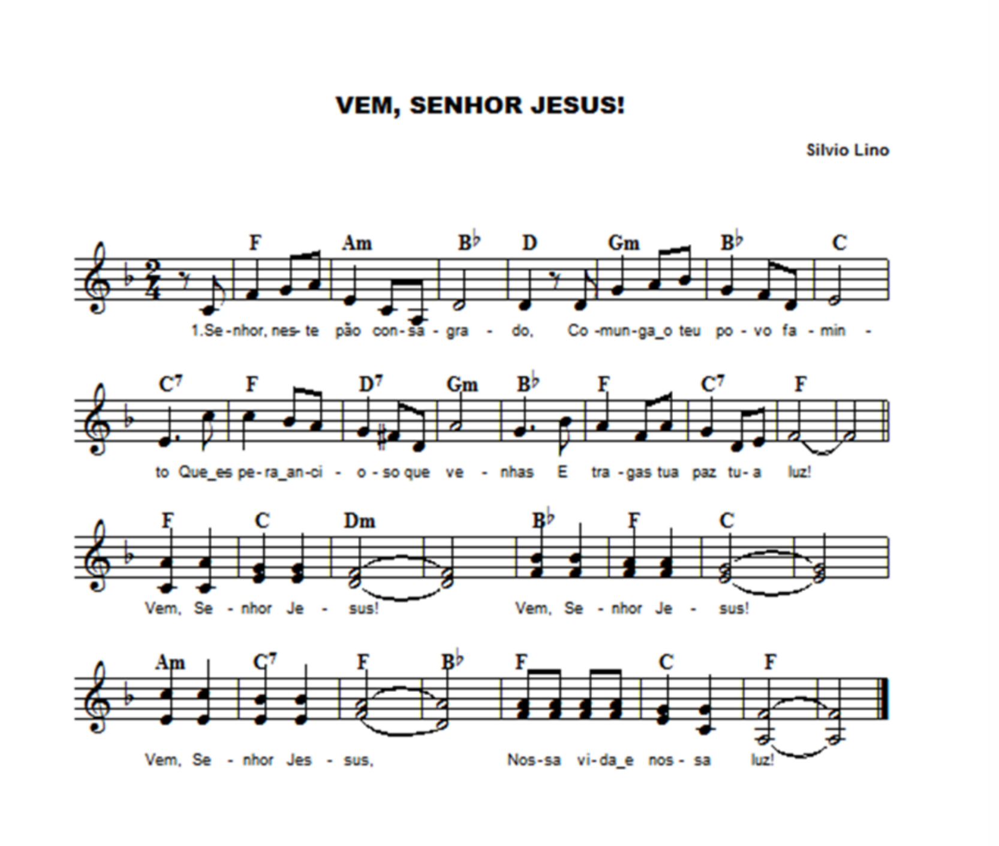 VEM, SENHOR JESUS!
Silvio Lino
F Am B♭ D Gm B♭ C
2
4
1.Se-nhor, nes-te pão con-sa-gra-do, Co-mun-ga_o teu po-vo fa-min-
C7 F D7 Gm B♭ F C7 F
to Que_es pe-ra_an-ci-o-so que ve-nhas E tra-gas tua paz tu-a luz!
F C Dm B♭ F C
Vem, Se-nhor Je-sus! Vem, Se-nhor Je-sus!
Am C7 F B♭ F C F
Vem, Se-nhor Jes-sus, Nos-sa vi-da_e nos-sa luz!